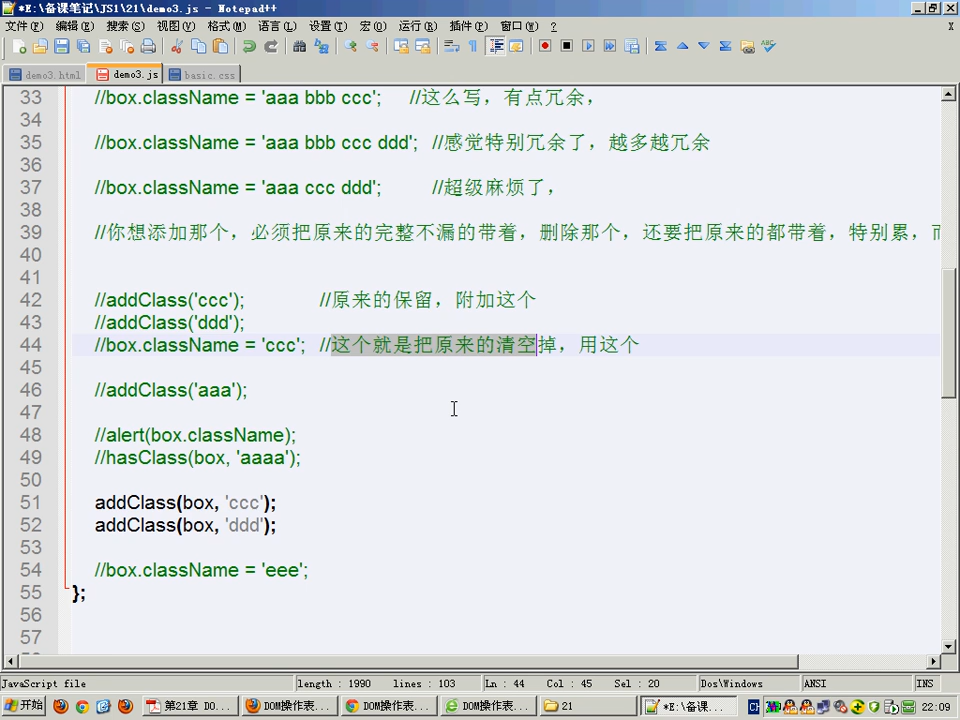 *E:\备课笔记\JS1\21\demo3.js - Notepad++
文件(F) 编辑(E) 搜索(S) 视图(V) 格式(M) 语言(L) 设置(T) 宏(O) 运行(R) 插件(P) 窗口(W) ? X
demo3.html demo3.js basic.css
33 //box.className = 'aaa bbb ccc'; //这么写，有点冗余，
34
35 //box.className = 'aaa bbb ccc ddd'; //感觉特别冗余了，越多越冗余
36
37 //box.className = 'aaa ccc ddd'; //超级麻烦了，
38
39 //你想添加那个，必须把原来的完整不漏的带着，删除那个，还要把原来的都带着，特别累，而
40
41
42 //addClass('ccc'); //原来的保留，附加这个
43 //addClass('ddd');
44 //box.className = 'ccc'; //这个就是把原来的清空掉，用这个
45
46 //addClass('aaa');
47
48 //alert(box.className);
49 //hasClass(box, 'aaaa');
50
51 addClass(box, 'ccc');
52 addClass(box, 'ddd');
53
54 //box.className = 'eee';
55 };
56
57
JavaScript file length : 1990 lines : 103 Ln : 44 Col : 45 Sel : 20 Dos\Windows ANSI INS
开始 第21章 DO... DOM操作表... DOM操作表... DOM操作表... 21 *E:\备课... 22:09